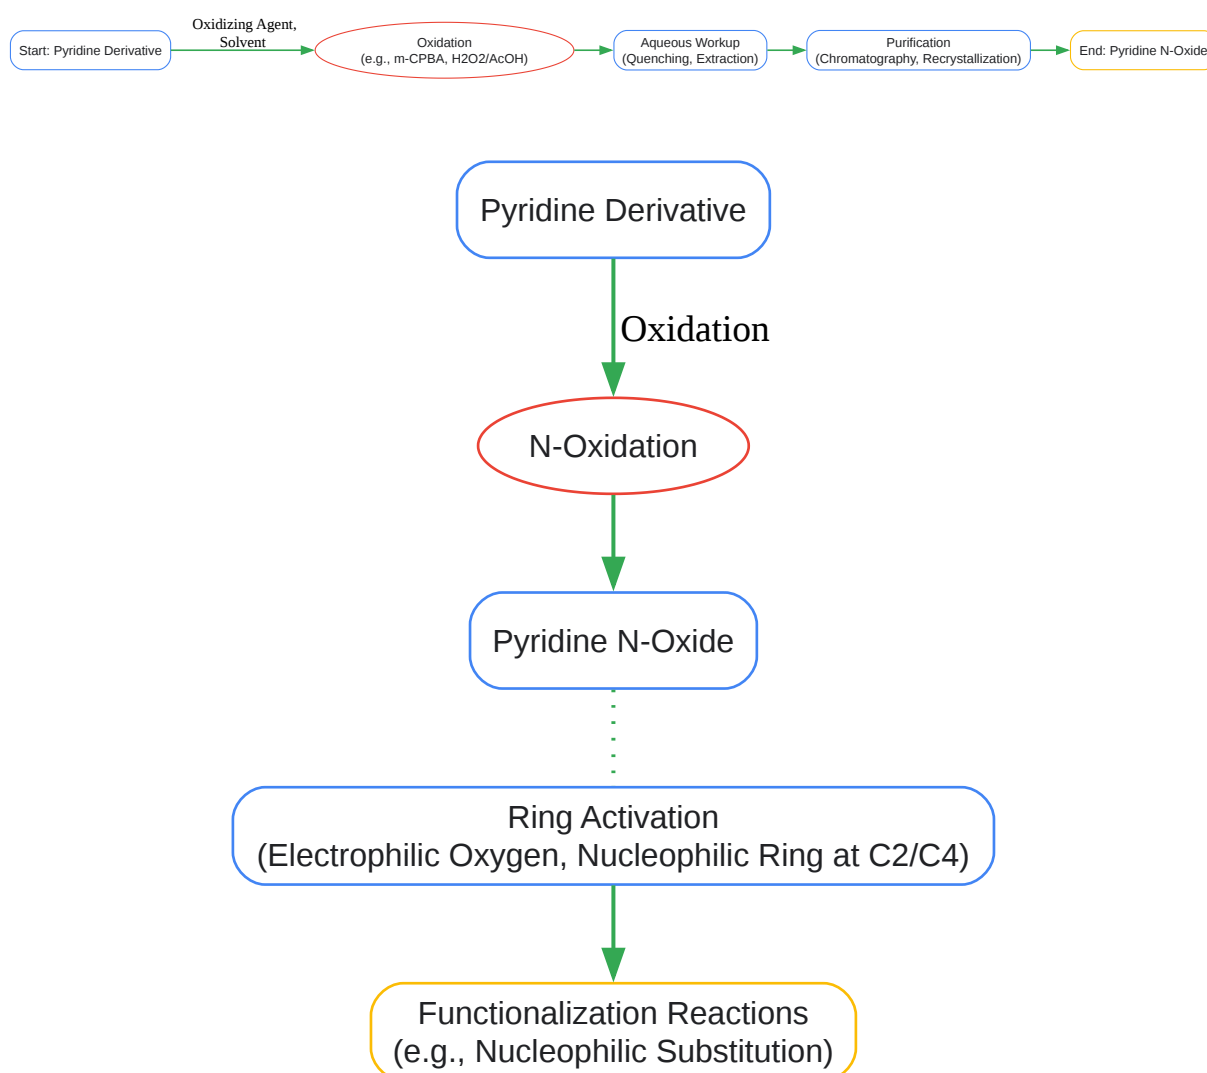 Start: Pyridine Derivative
Oxidizing Agent,
Solvent
Oxidation
(e.g., m-CPBA, H2O2/AcOH)
Aqueous Workup
(Quenching, Extraction)
Purification
(Chromatography, Recrystallization)
End: Pyridine N-Oxide
Pyridine Derivative
Oxidation
N-Oxidation
Pyridine N-Oxide
Ring Activation
(Electrophilic Oxygen, Nucleophilic Ring at C2/C4)
Functionalization Reactions
(e.g., Nucleophilic Substitution)